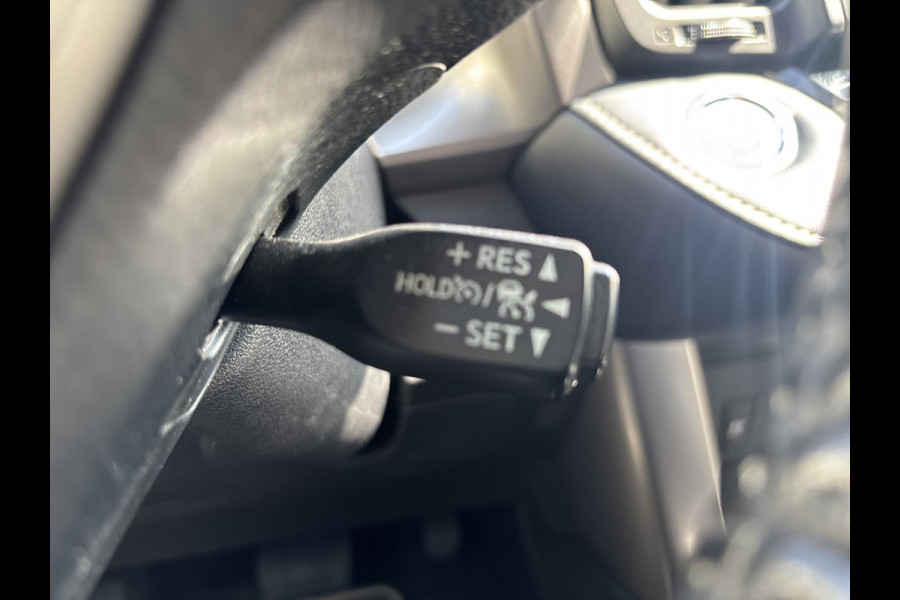 + RES ▲
HOLD / ◀
− SET ▼